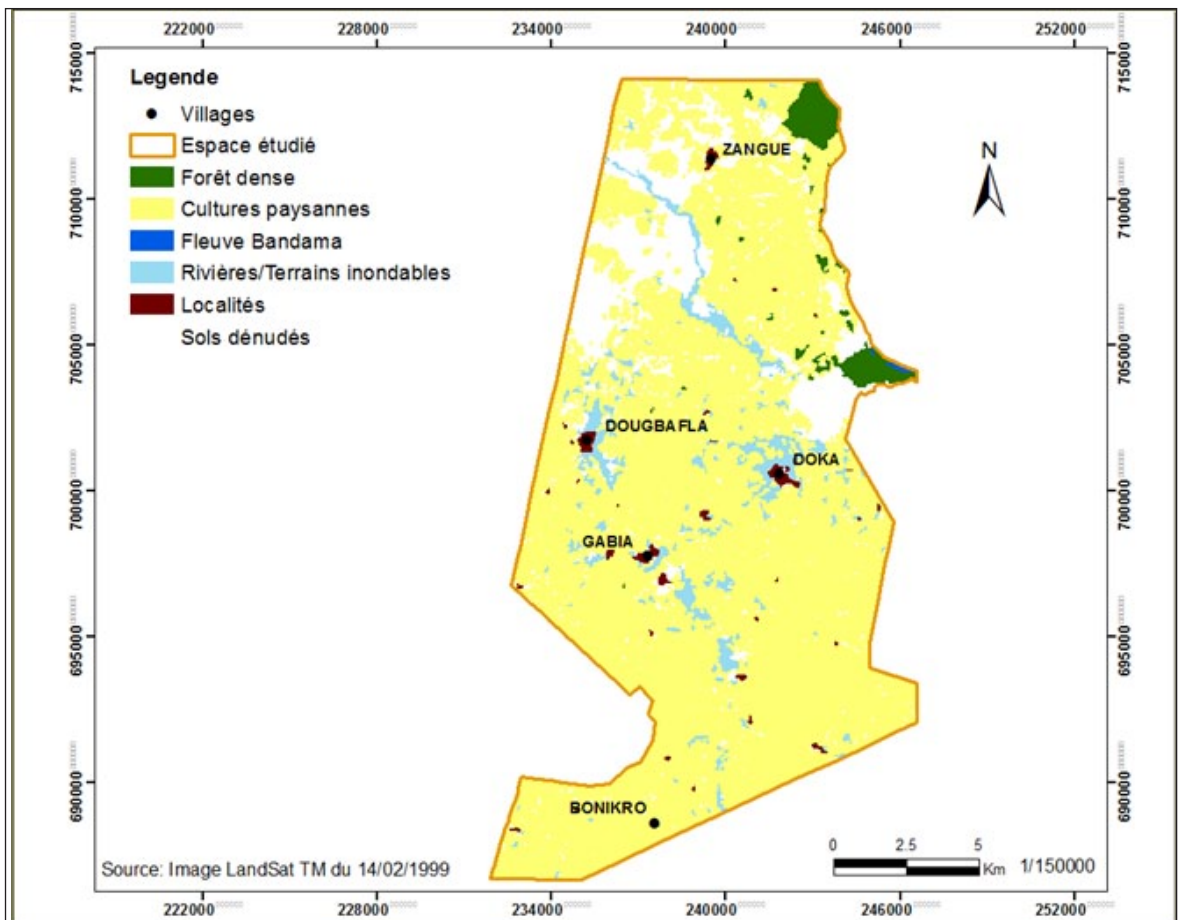 222000 228000 234000 240000 246000 252000
715000
715000
Legende
Villages
Espace étudié
Forêt dense
Cultures paysannes
Fleuve Bandama
Rivières/Terrains inondables
Localités
Sols dénudés
ZANGUE
N
710000
710000
705000
705000
DOUGBAFLA
DOKA
700000
700000
GABIA
695000
695000
690000
690000
BONIKRO
0 2.5 5
Km
1/150000
Source: Image LandSat TM du 14/02/1999
222000 228000 234000 240000 246000 252000